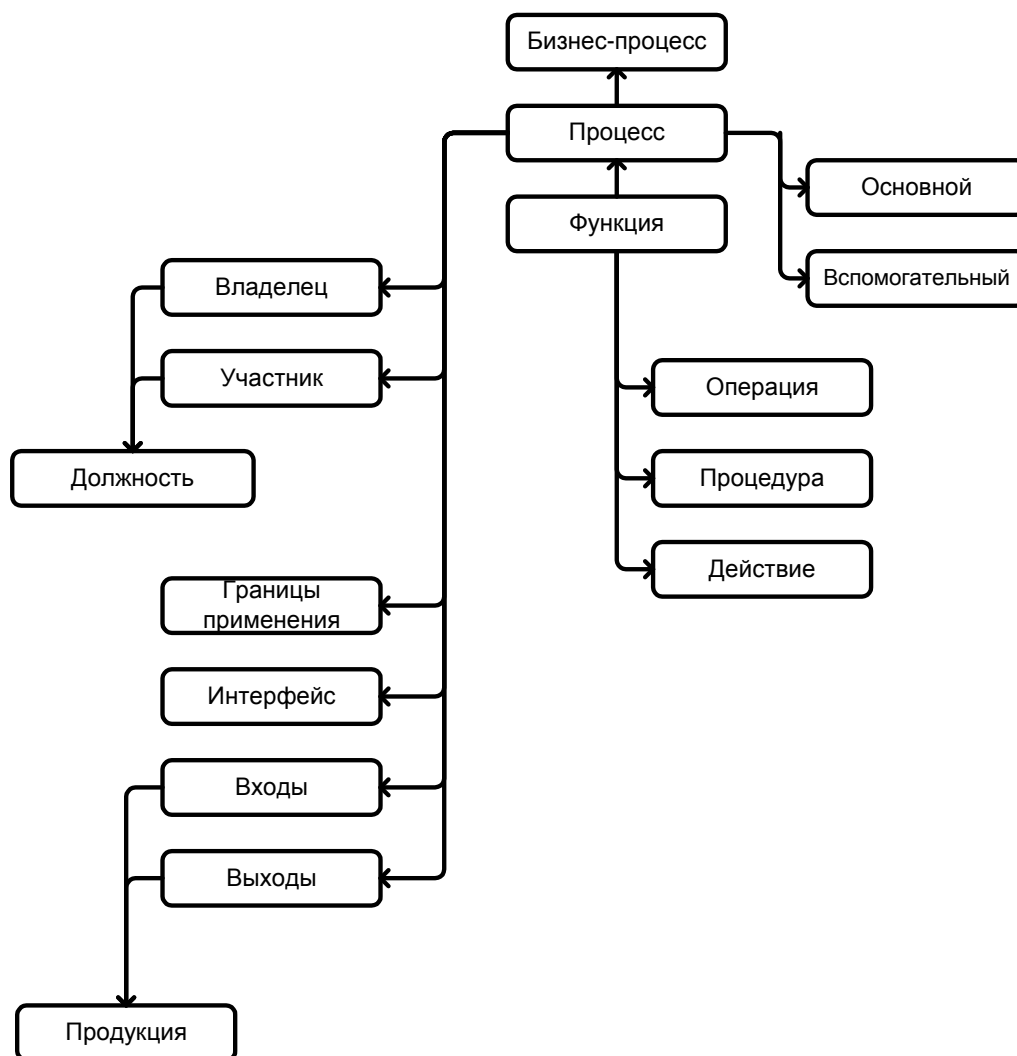 Бизнес-процесс
Процесс
Основной
Функция
Вспомогательный
Владелец
Участник
Операция
Должность
Процедура
Действие
Границы
применения
Интерфейс
Входы
Выходы
Продукция